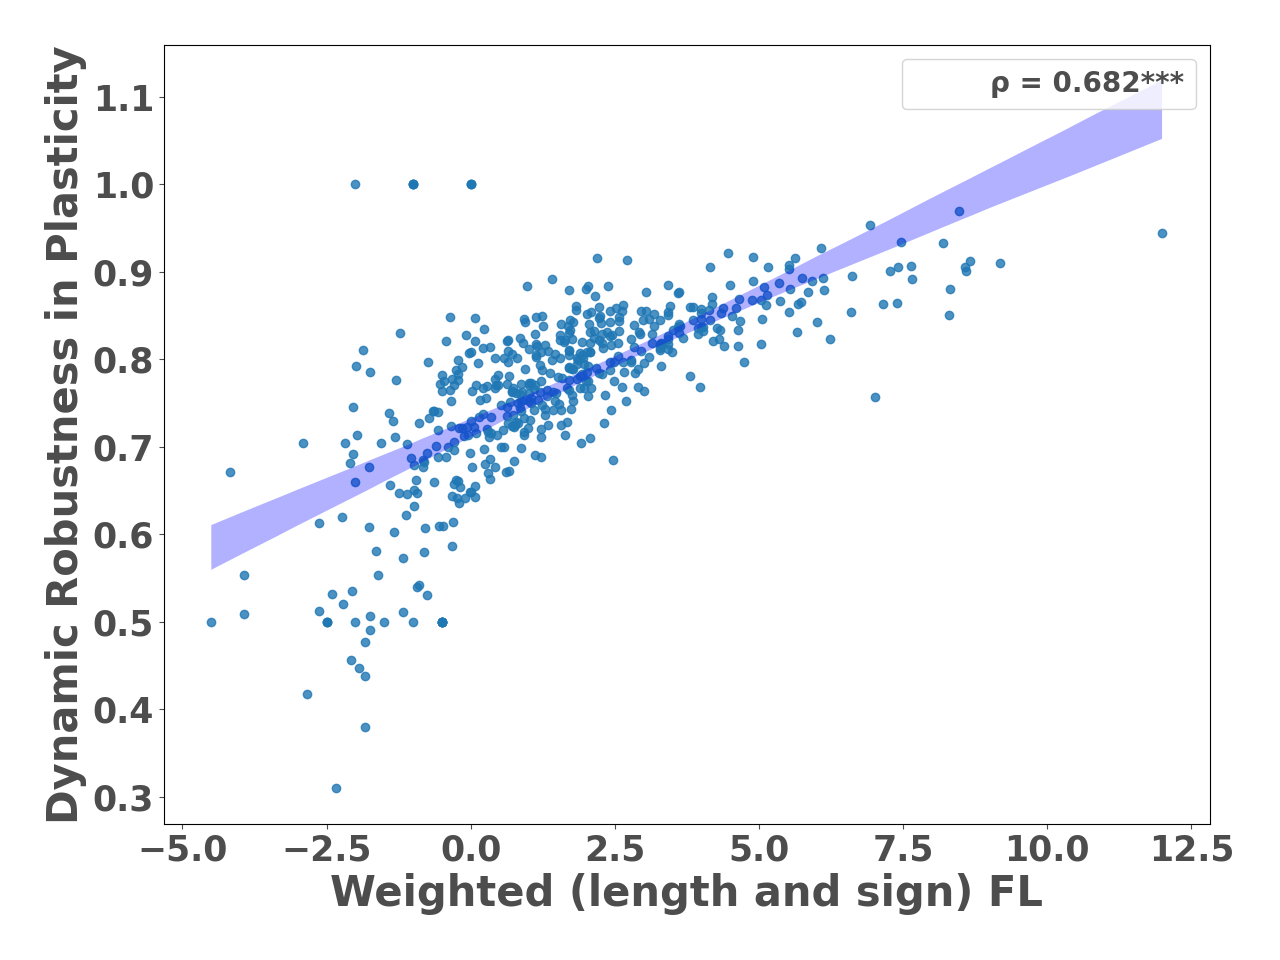 ρ = 0.682***
Dynamic Robustness in Plasticity
1.1
1.0
0.9
0.8
0.7
0.6
0.5
0.4
0.3
−5.0 −2.5 0.0 2.5 5.0 7.5 10.0 12.5
Weighted (length and sign) FL